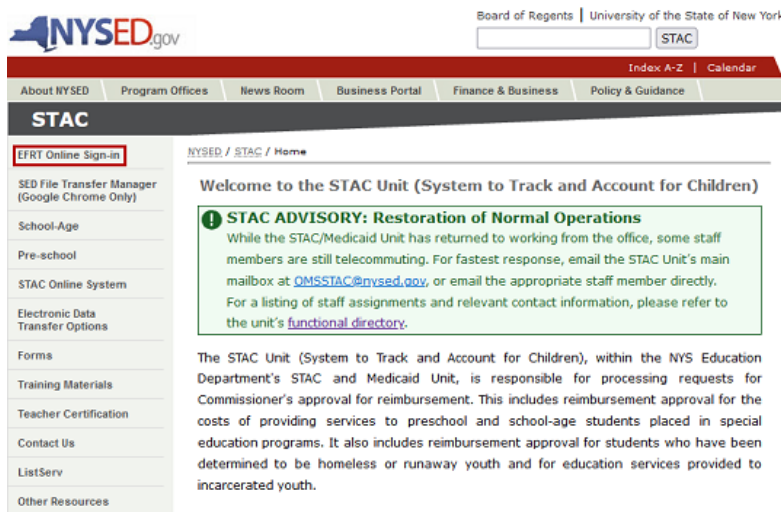 Board of Regents | University of the State of New York
NYSED.gov
STAC
Index A-Z | Calendar
About NYSED Program Offices News Room Business Portal Finance & Business Policy & Guidance
STAC
EFRT Online Sign-in
SED File Transfer Manager
(Google Chrome Only)
School-Age
Pre-school
STAC Online System
Electronic Data
Transfer Options
Forms
Training Materials
Teacher Certification
Contact Us
ListServ
Other Resources
NYSED / STAC / Home
Welcome to the STAC Unit (System to Track and Account for Children)
STAC ADVISORY: Restoration of Normal Operations
While the STAC/Medicaid Unit has returned to working from the office, some staff
members are still telecommuting. For fastest response, email the STAC Unit's main
mailbox at OMSSTAC@nysed.gov, or email the appropriate staff member directly.
For a listing of staff assignments and relevant contact information, please refer to
the unit's functional directory.
The STAC Unit (System to Track and Account for Children), within the NYS Education
Department's STAC and Medicaid Unit, is responsible for processing requests for
Commissioner's approval for reimbursement. This includes reimbursement approval for the
costs of providing services to preschool and school-age students placed in special
education programs. It also includes reimbursement approval for students who have been
determined to be homeless or runaway youth and for education services provided to
incarcerated youth.